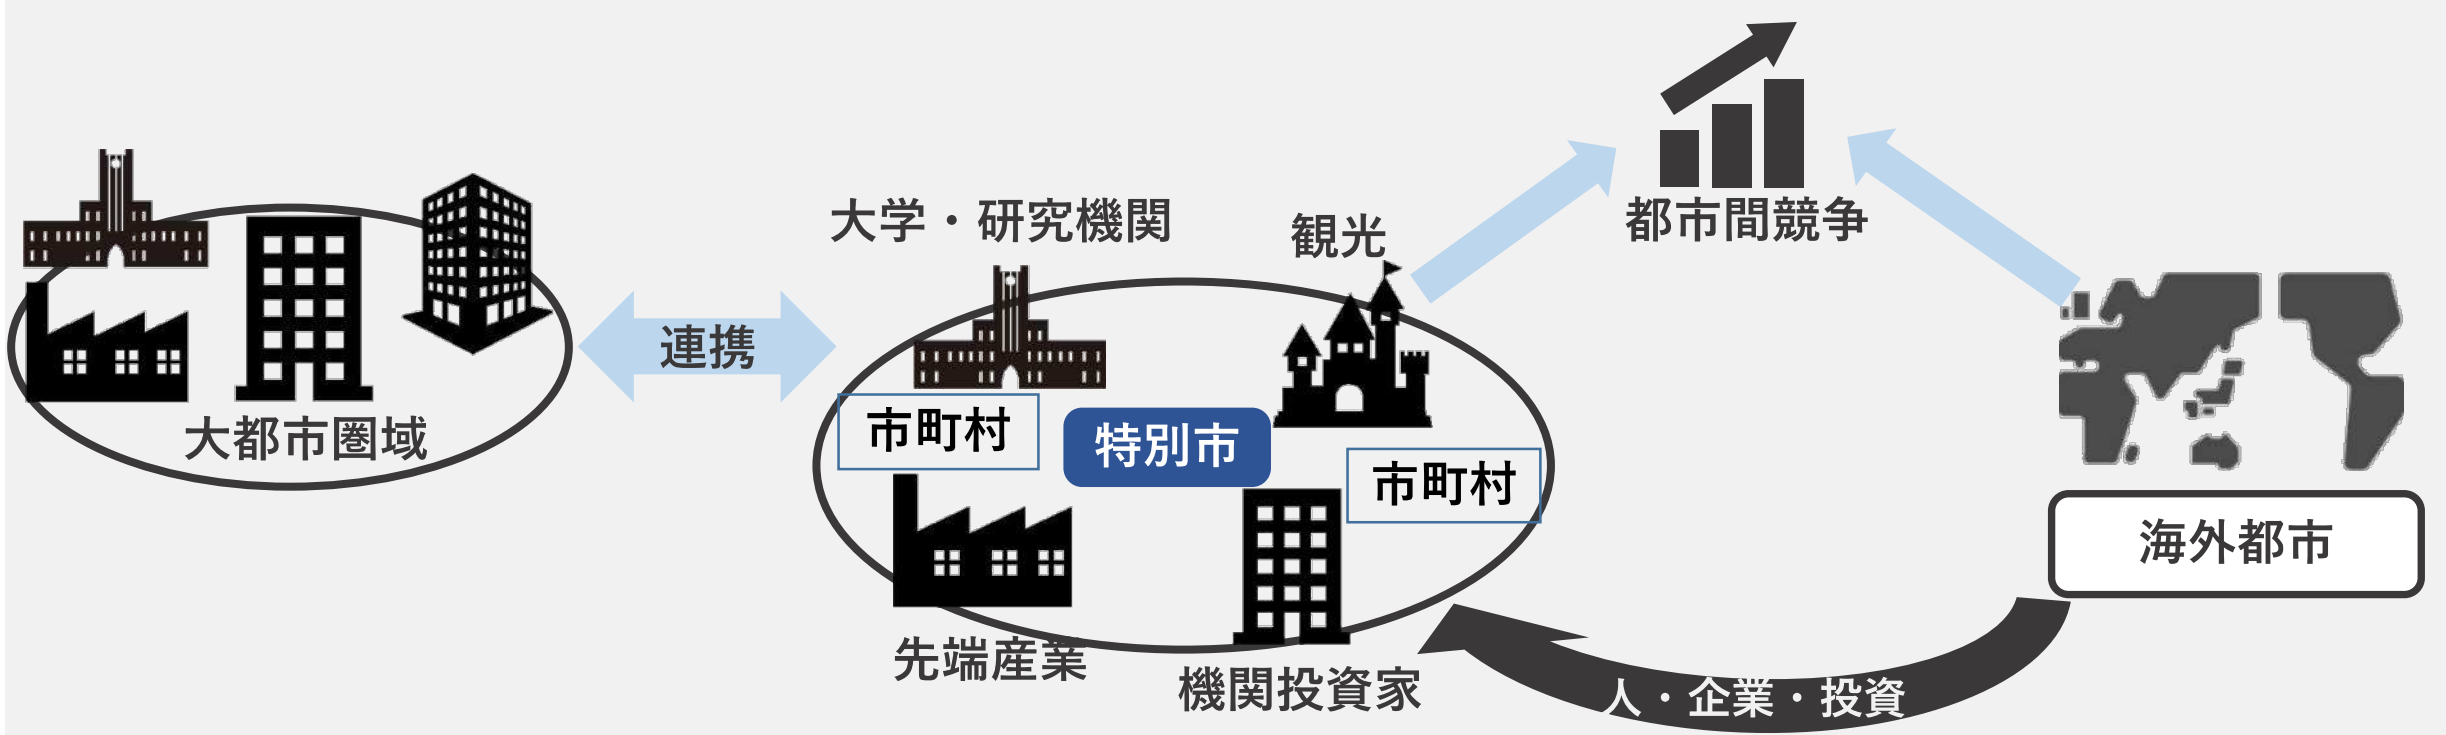 大都市圏域
連携
大学・研究機関
観光
市町村
特別市
市町村
先端産業
機関投資家
都市間競争
海外都市
人・企業・投資